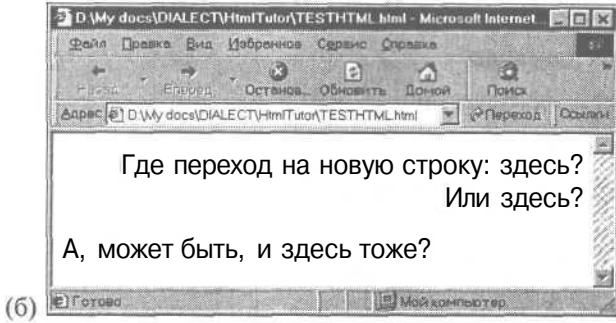 D:\My docs\DIALECT\HtmlTutor\TESTHTML.html - Microsoft Internet
Файл Правка Вид Избранное Сервис Справка
Назад Вперед Останов... Обновить Домой Поиск
Адрес D:\My docs\DIALECT\HtmlTutor\TESTHTML.html Переход Ссылки
Где переход на новую строку: здесь?
Или здесь?
А, может быть, и здесь тоже?
Готово Мой компьютер
(б)